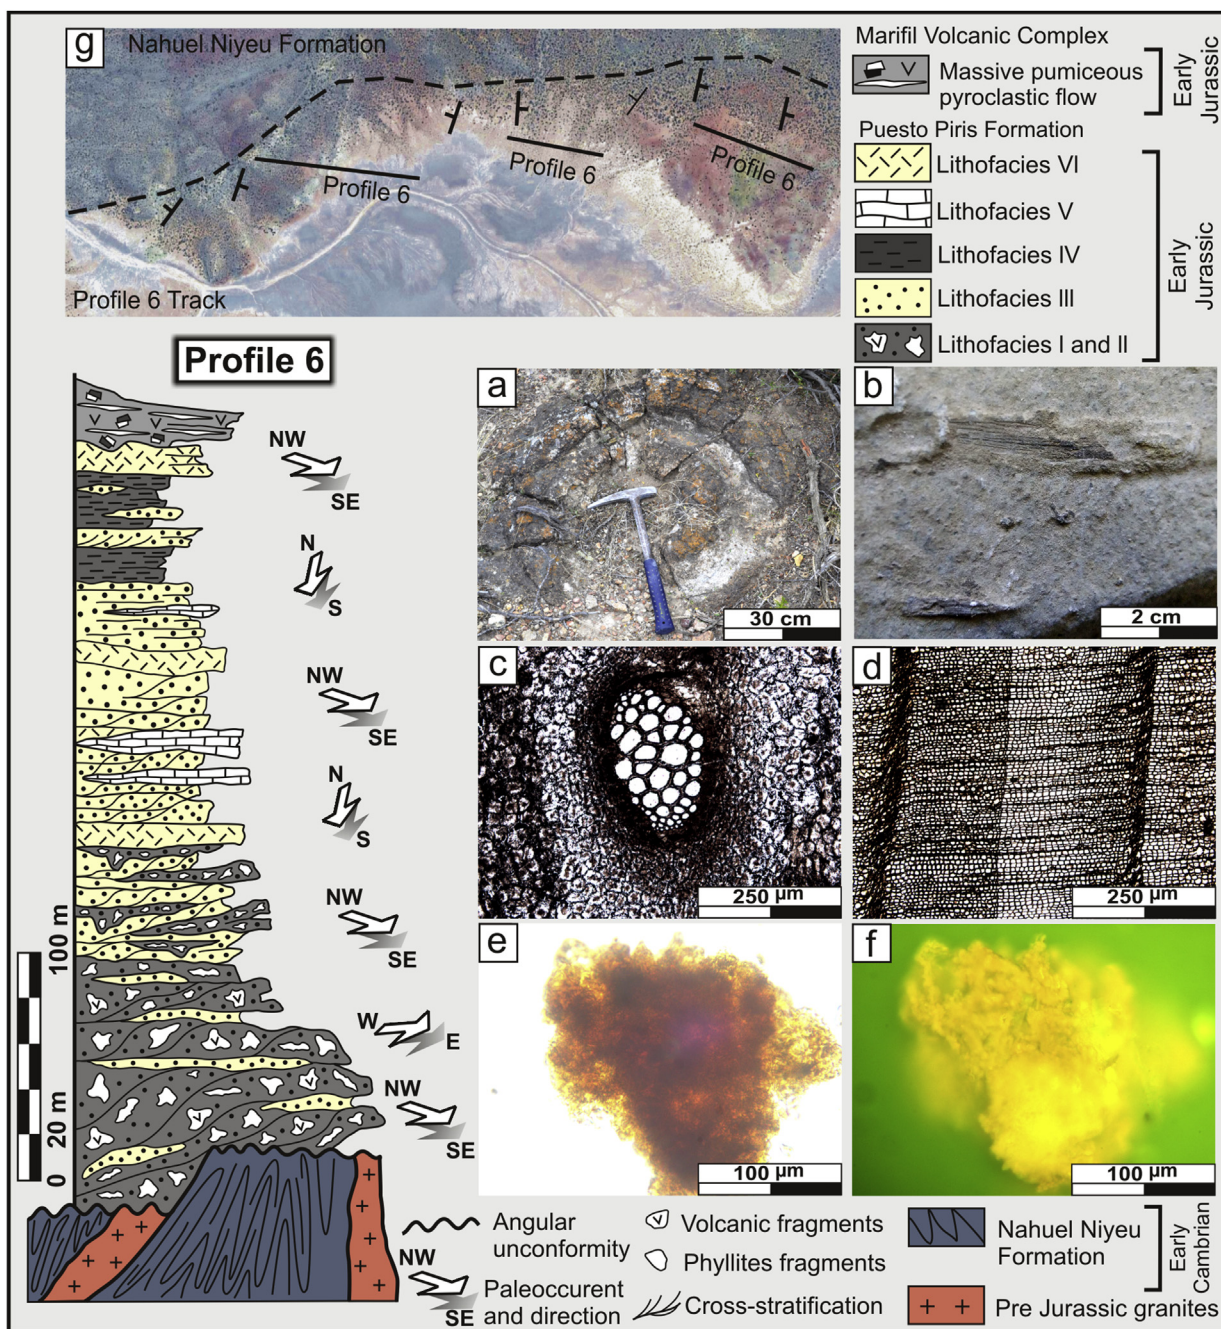 g
Nahuel Niyeu Formation
Profile 6
Profile 6
Profile 6
Profile 6 Track
Marifil Volcanic Complex
Massive pumiceous
pyroclastic flow
Early
Jurassic
Puesto Piris Formation
Lithofacies VI
Lithofacies V
Lithofacies IV
Lithofacies III
Lithofacies I and II
Early
Jurassic
Profile 6
NW
SE
N
S
NW
SE
N
S
NW
SE
W
E
NW
SE
100 m
20 m
0
a
30 cm
b
2 cm
c
250 µm
d
250 µm
e
100 µm
f
100 µm
Angular
unconformity
NW
SE
Paleoccurent
and direction
Volcanic fragments
Phyllites fragments
Cross-stratification
Nahuel Niyeu
Formation
Early
Cambrian
Pre Jurassic granites